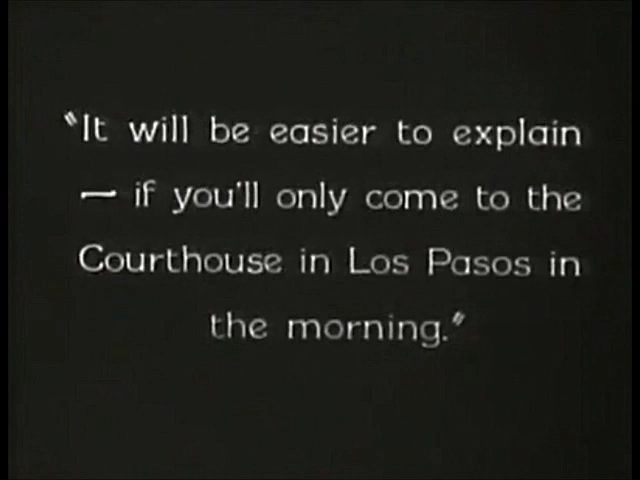 "It will be easier to explain
— if you'll only come to the
Courthouse in Los Pasos in
the morning."